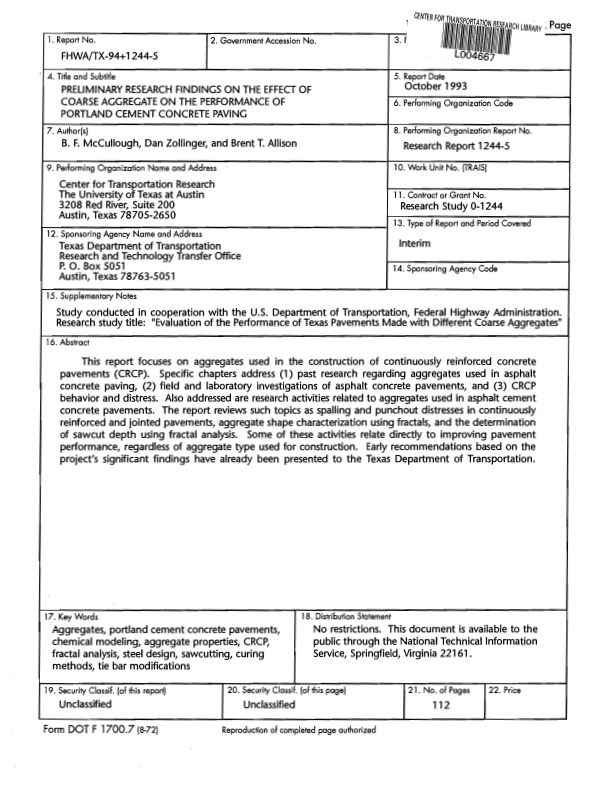 CENTER FOR TRANSPORTATION RESEARCH LIBRARY
. Page
L004667
1. Report No.
FHWA/TX-94+1244-5
2. Government Accession No.
3.
4. Title and Subtitle
PRELIMINARY RESEARCH FINDINGS ON THE EFFECT OF
COARSE AGGREGATE ON THE PERFORMANCE OF
PORTLAND CEMENT CONCRETE PAVING
5. Report Date
October 1993
6. Performing Organization Code
7. Author(s)
B. F. McCullough, Dan Zollinger, and Brent T. Allison
8. Performing Organization Report No.
Research Report 1244-5
9. Performing Organization Name and Address
Center for Transportation Research
The University of Texas at Austin
3208 Red River, Suite 200
Austin, Texas 78705-2650
10. Work Unit No. (TRAIS)
11. Contract or Grant No.
Research Study 0-1244
12. Sponsoring Agency Name and Address
Texas Department of Transportation
Research and Technology Transfer Office
P. O. Box 5051
Austin, Texas 78763-5051
13. Type of Report and Period Covered
Interim
14. Sponsoring Agency Code
15. Supplementary Notes
Study conducted in cooperation with the U.S. Department of Transportation, Federal Highway Administration.
Research study title: "Evaluation of the Performance of Texas Pavements Made with Different Coarse Aggregates"
16. Abstract
This report focuses on aggregates used in the construction of continuously reinforced concrete
pavements (CRCP). Specific chapters address (1) past research regarding aggregates used in asphalt
concrete paving, (2) field and laboratory investigations of asphalt concrete pavements, and (3) CRCP
behavior and distress. Also addressed are research activities related to aggregates used in asphalt cement
concrete pavements. The report reviews such topics as spalling and punchout distresses in continuously
reinforced and jointed pavements, aggregate shape characterization using fractals, and the determination
of sawcut depth using fractal analysis. Some of these activities relate directly to improving pavement
performance, regardless of aggregate type used for construction. Early recommendations based on the
project's significant findings have already been presented to the Texas Department of Transportation.
17. Key Words
Aggregates, portland cement concrete pavements,
chemical modeling, aggregate properties, CRCP,
fractal analysis, steel design, sawcutting, curing
methods, tie bar modifications
18. Distribution Statement
No restrictions. This document is available to the
public through the National Technical Information
Service, Springfield, Virginia 22161.
19. Security Classif. (of this report)
Unclassified
20. Security Classif. (of this page)
Unclassified
21. No. of Pages
112
22. Price
Form DOT F 1700.7 (8-72)
Reproduction of completed page authorized